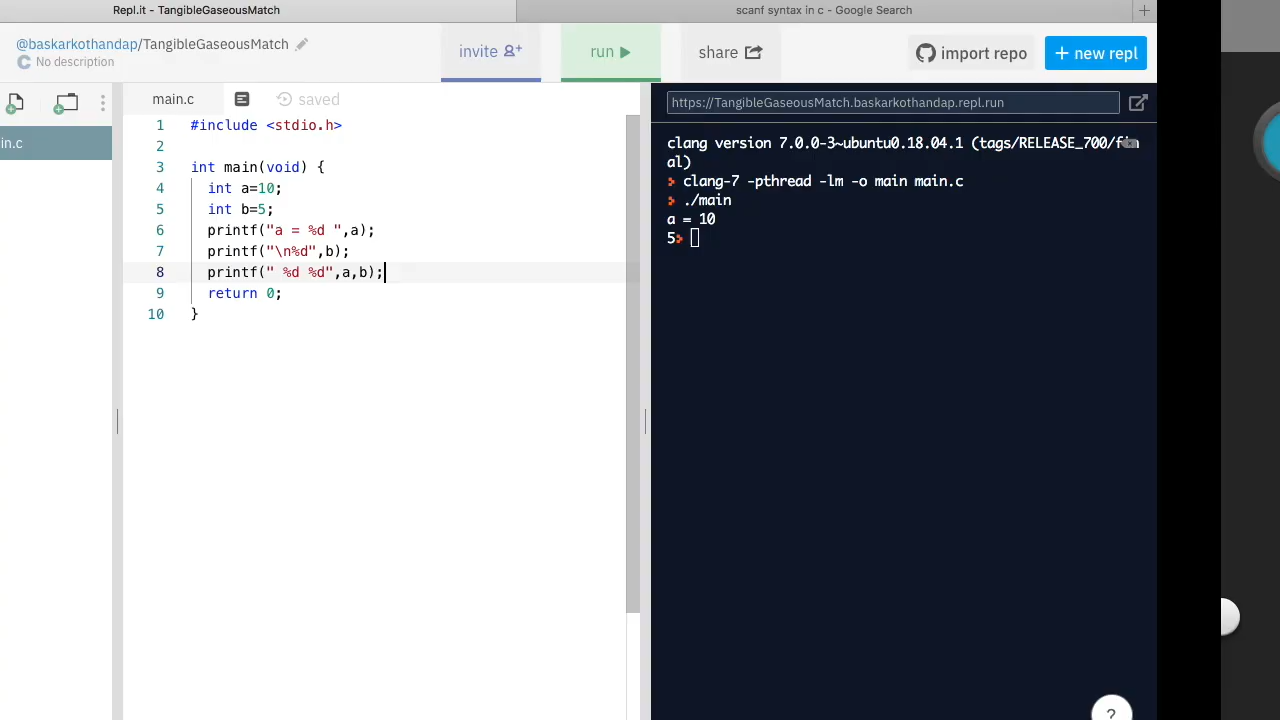 Repl.it - TangibleGaseousMatch
scanf syntax in c - Google Search
@baskarkothandap/TangibleGaseousMatch
No description
invite
run
share
import repo
+ new repl
in.c
main.c
saved
1 #include <stdio.h>
2
3 int main(void) {
4 int a=10;
5 int b=5;
6 printf("a = %d ",a);
7 printf("\n%d",b);
8 printf(" %d %d",a,b);
9 return 0;
10 }
https://TangibleGaseousMatch.baskarkothandap.repl.run
clang version 7.0.0-3~ubuntu0.18.04.1 (tags/RELEASE_700/fin
al)
clang-7 -pthread -lm -o main main.c
./main
a = 10
5
?